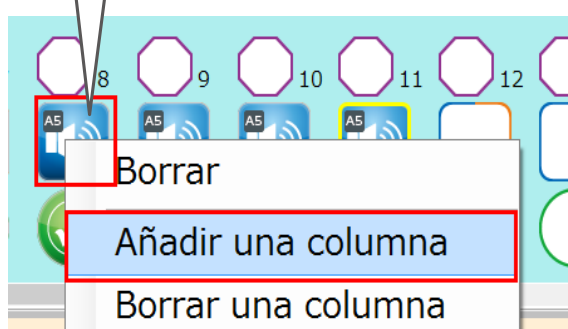 8 9 10 11 12
A5 A5 A5 A5
Borrar
Añadir una columna
Borrar una columna